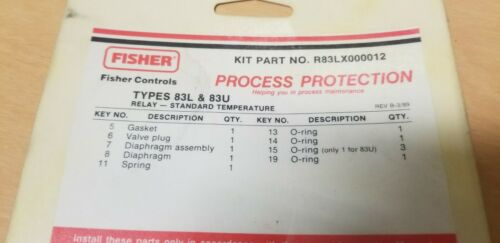 FISHER
KIT PART NO. R83LX000012
Fisher Controls
PROCESS PROTECTION
Helping you in process maintenance
TYPES 83L & 83U
RELAY — STANDARD TEMPERATURE
REV B-3/89
KEY NO. DESCRIPTION QTY. KEY NO. DESCRIPTION QTY.
5 Gasket 1 13 O-ring 1
6 Valve plug 1 14 O-ring 1
7 Diaphragm assembly 1 15 O-ring (only 1 for 83U) 3
8 Diaphragm 1 19 O-ring 1
11 Spring 1
Install these parts only in accordance with